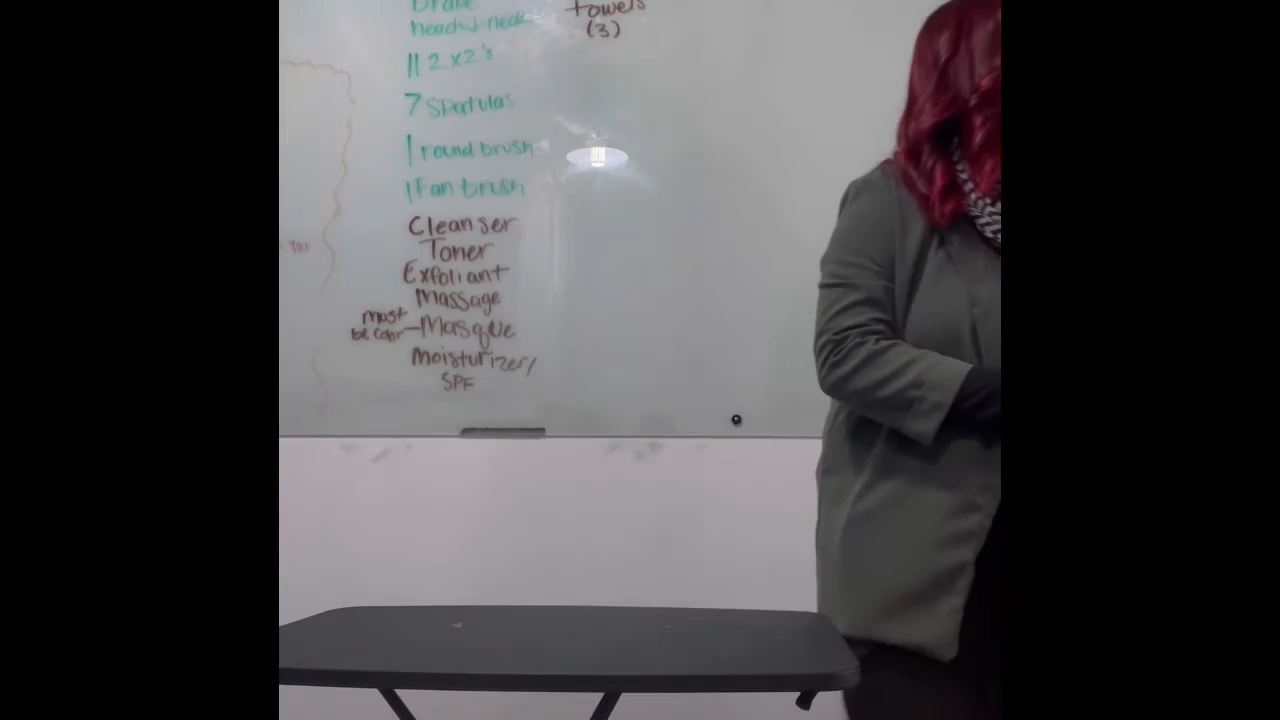 Drape
head & neck
11 2x2's
7 spatulas
1 round brush
1 Fan brush
Cleanser
Toner
Exfoliant
Massage
must
be color
Masque
Moisturizer/
SPF
towels
(3)